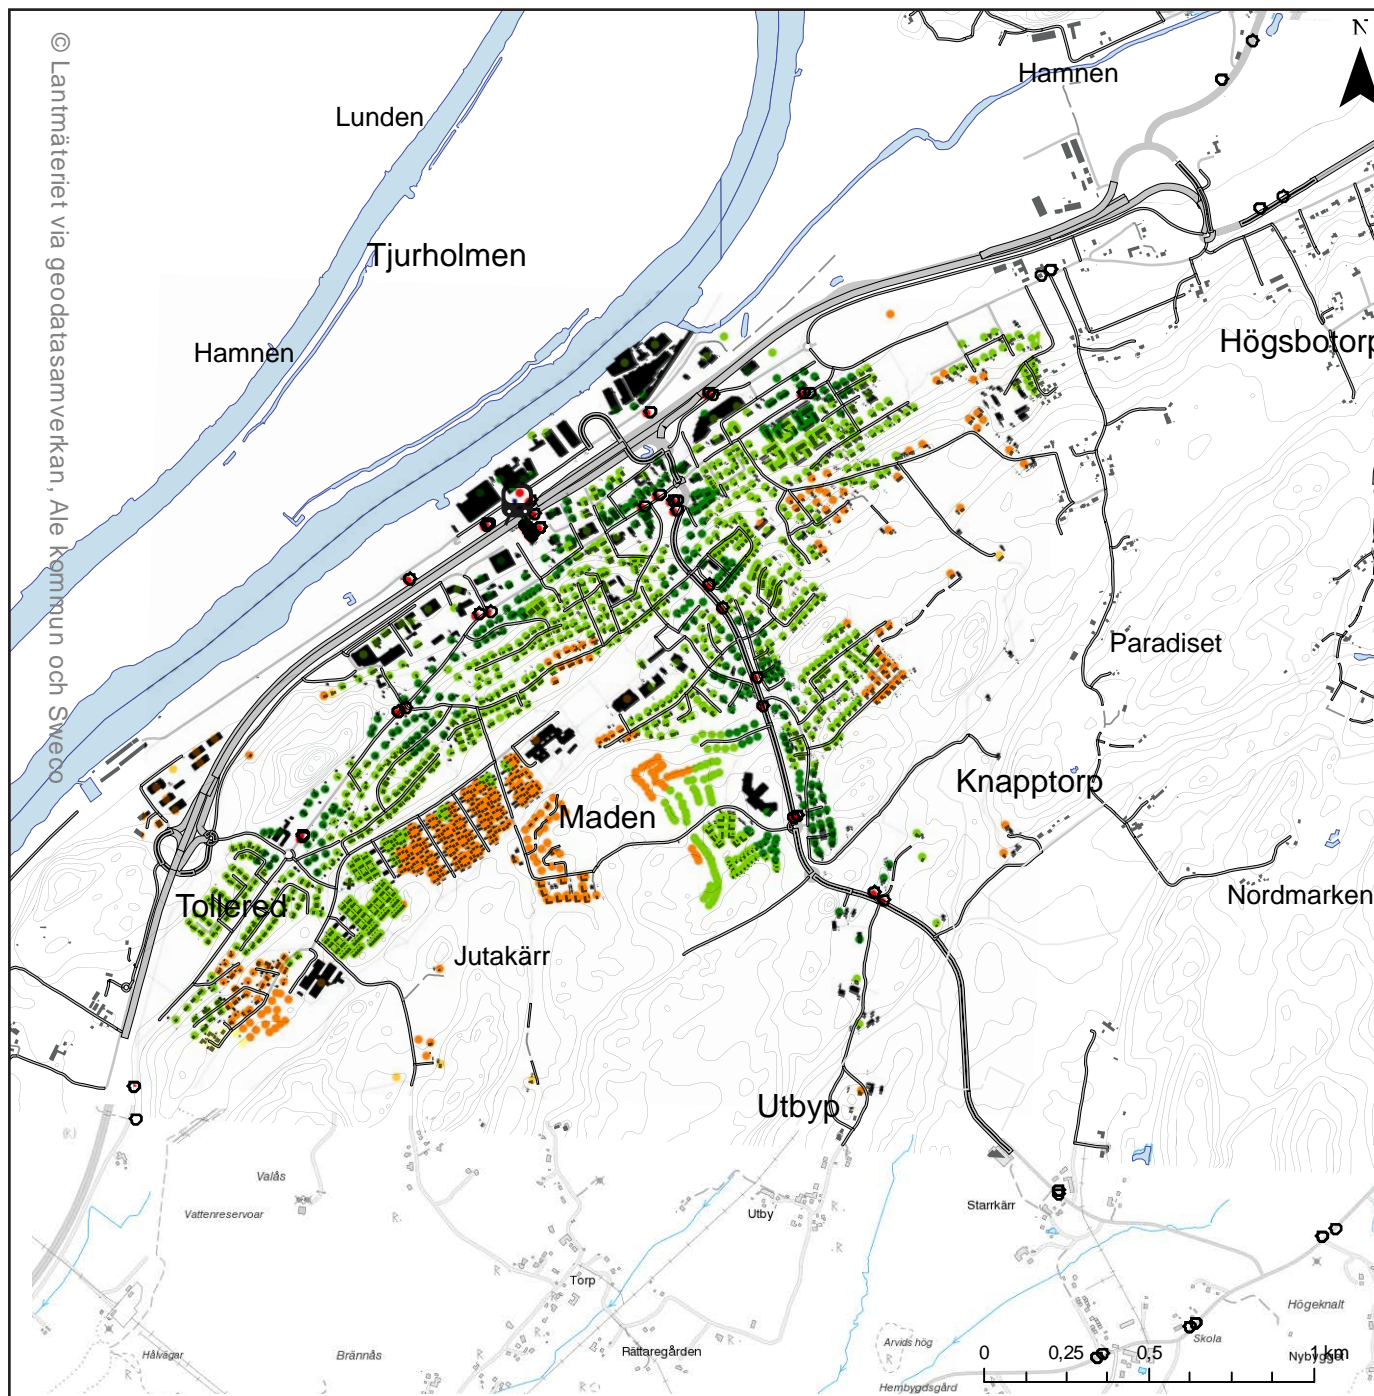 © Lantmäteriet via geodatasamverkan, Ale kommun och Sweco
N
Hamnen
Lunden
Tjurholmen
Högsbotorp
Hamnen
Paradiset
Knapptorp
Maden
Nordmarken
Tollered
Jutakärr
Utbyp
Valås
Vattenreservoar
Utby
Starrkärr
Torp
Högeknalt
Skola
Arvids hög
Hålvägar
Brännås
Rättaregården
0 0,25 0,5 1 km
Nybygget
Hembygdsgård